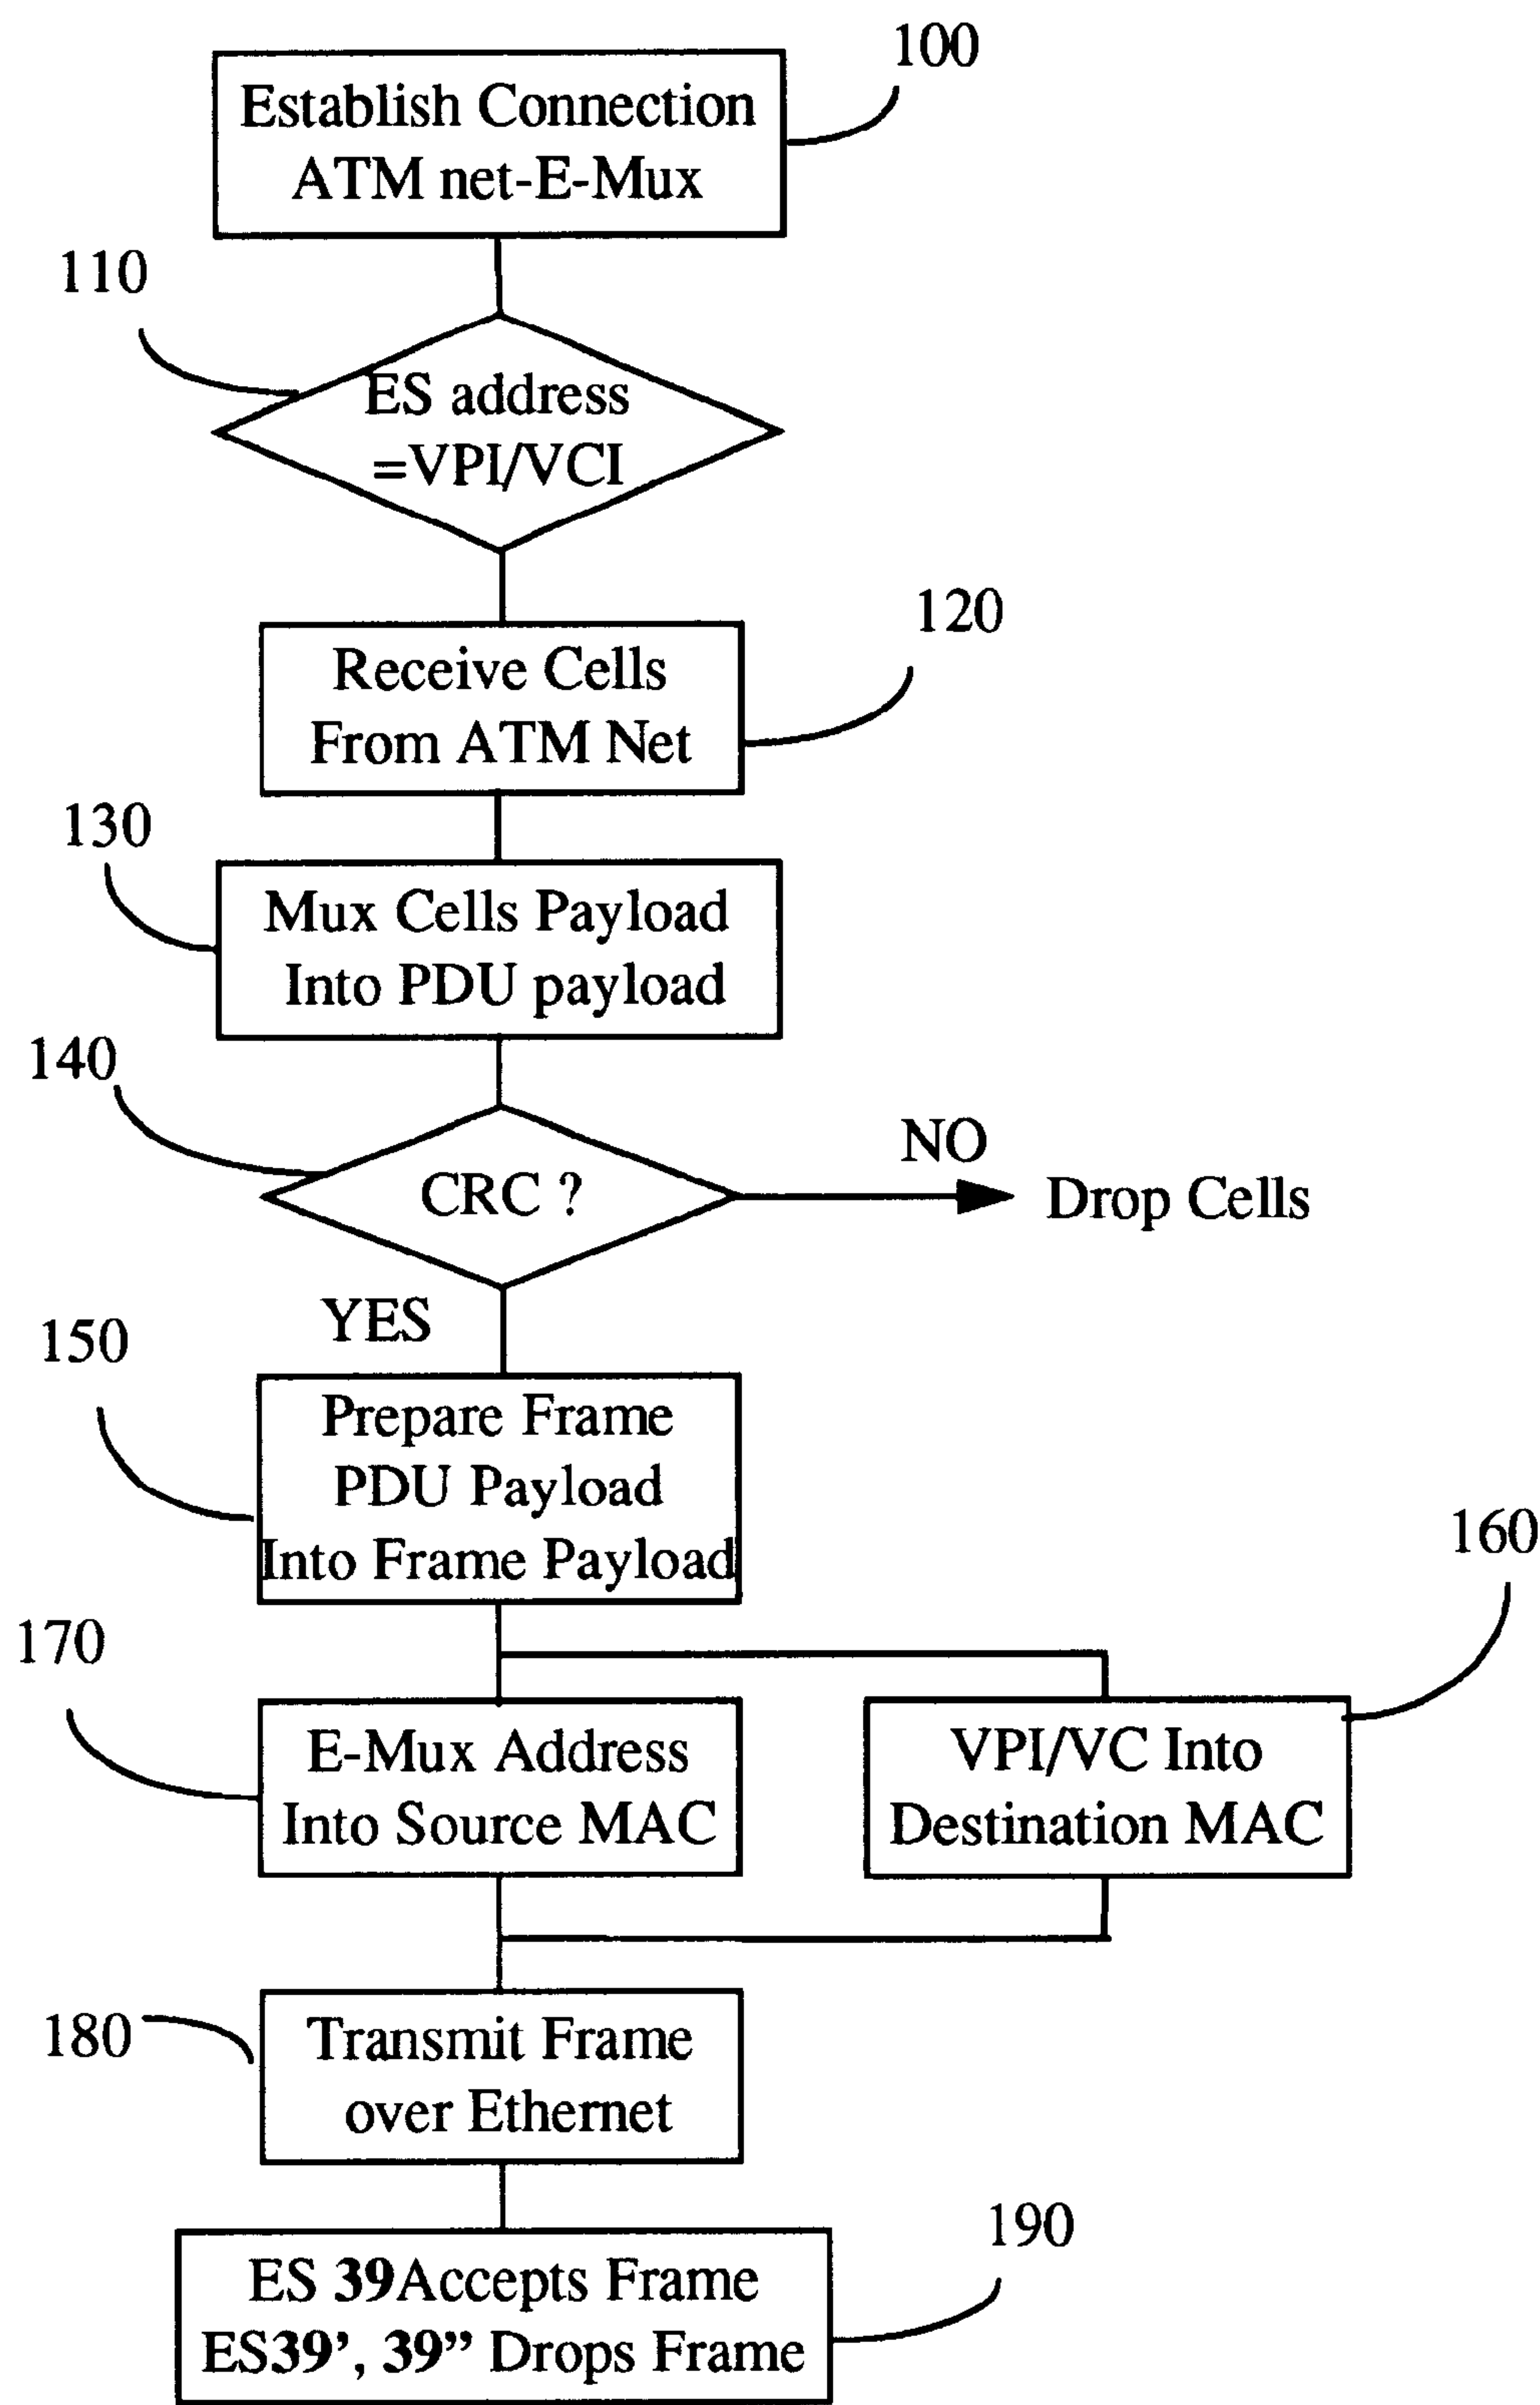 100
Establish Connection
ATM net-E-Mux
110
ES address
=VPI/VCI
120
Receive Cells
From ATM Net
130
Mux Cells Payload
Into PDU payload
140
CRC ?
NO
Drop Cells
YES
150
Prepare Frame
PDU Payload
Into Frame Payload
160
170
E-Mux Address
Into Source MAC
VPI/VC Into
Destination MAC
180
Transmit Frame
over Ethernet
190
ES 39Accepts Frame
ES39', 39" Drops Frame